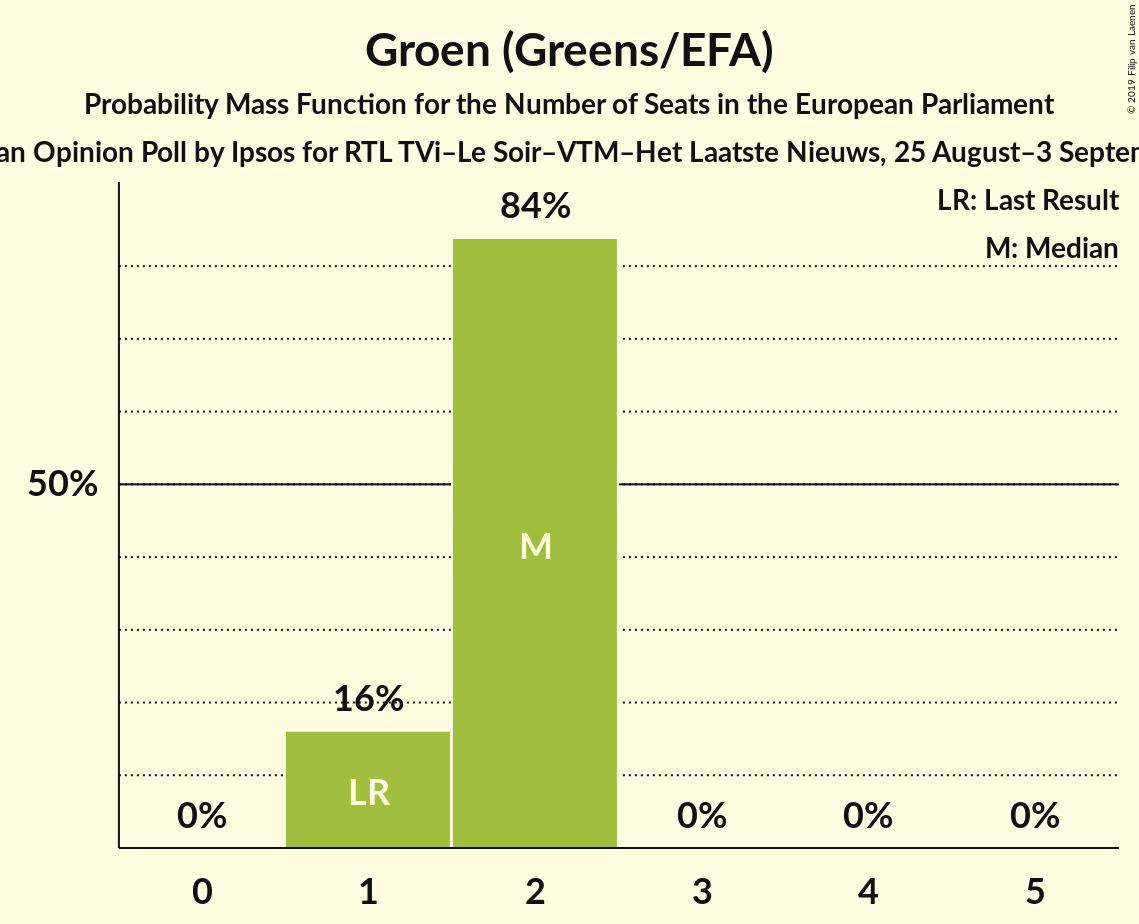 Groen (Greens/EFA)
Probability Mass Function for the Number of Seats in the European Parliament
an Opinion Poll by Ipsos for RTL TVi–Le Soir–VTM–Het Laatste Nieuws, 25 August–3
© 2019 Filip van Laenen
LR: Last Result
M: Median
84%
50%
M
16%
LR
0%
0%
0%
0%
0 1 2 3 4 5